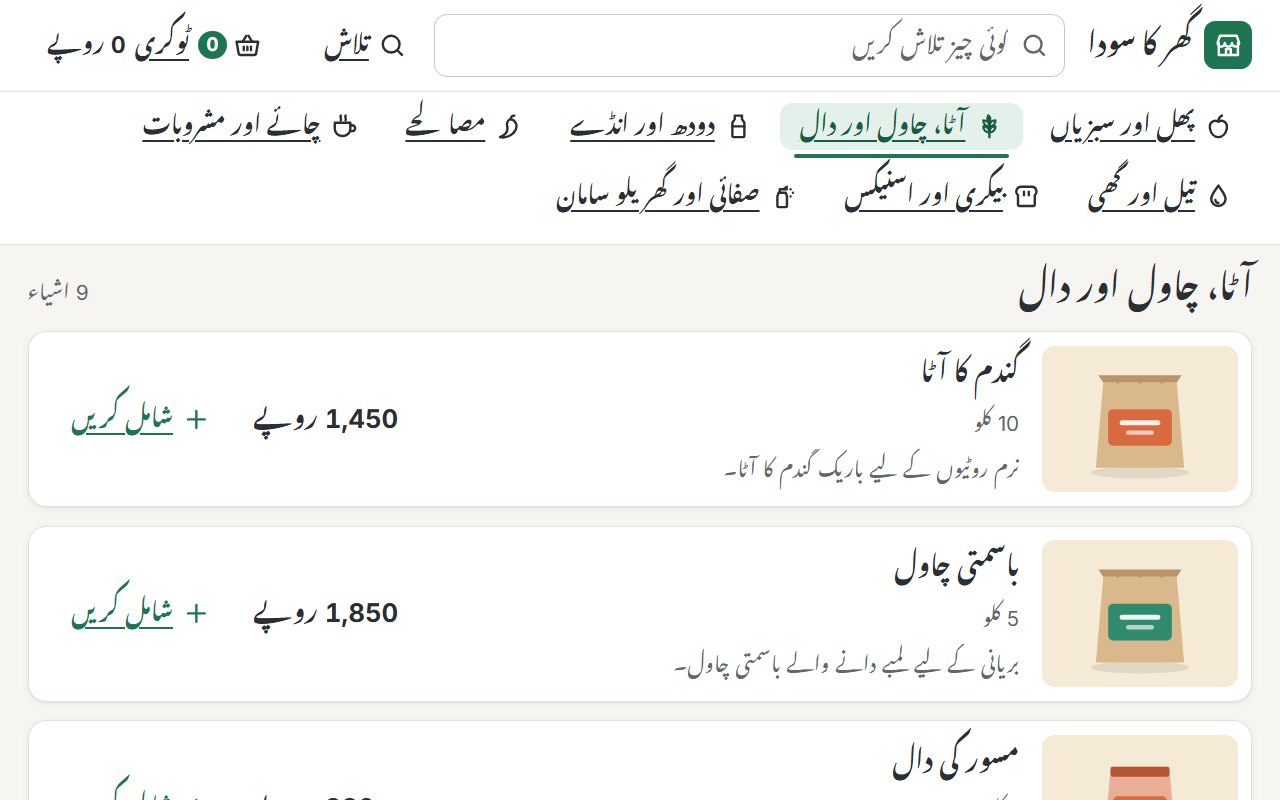 گھر کا سودا
کوئی چیز تلاش کریں
تلاش
0 ٹوکری 0 روپے
پھل اور سبزیاں
آٹا، چاول اور دال
دودھ اور انڈے
مصالحے
چائے اور مشروبات
تیل اور گھی
بیکری اور اسنیکس
صفائی اور گھریلو سامان
آٹا، چاول اور دال
9 اشیاء
گندم کا آٹا
10 کلو
نرم روٹیوں کے لیے باریک گندم کا آٹا۔
1,450 روپے
شامل کریں
باسمتی چاول
5 کلو
بریانی کے لیے لمبے دانے والے باسمتی چاول۔
1,850 روپے
شامل کریں
مسور کی دال